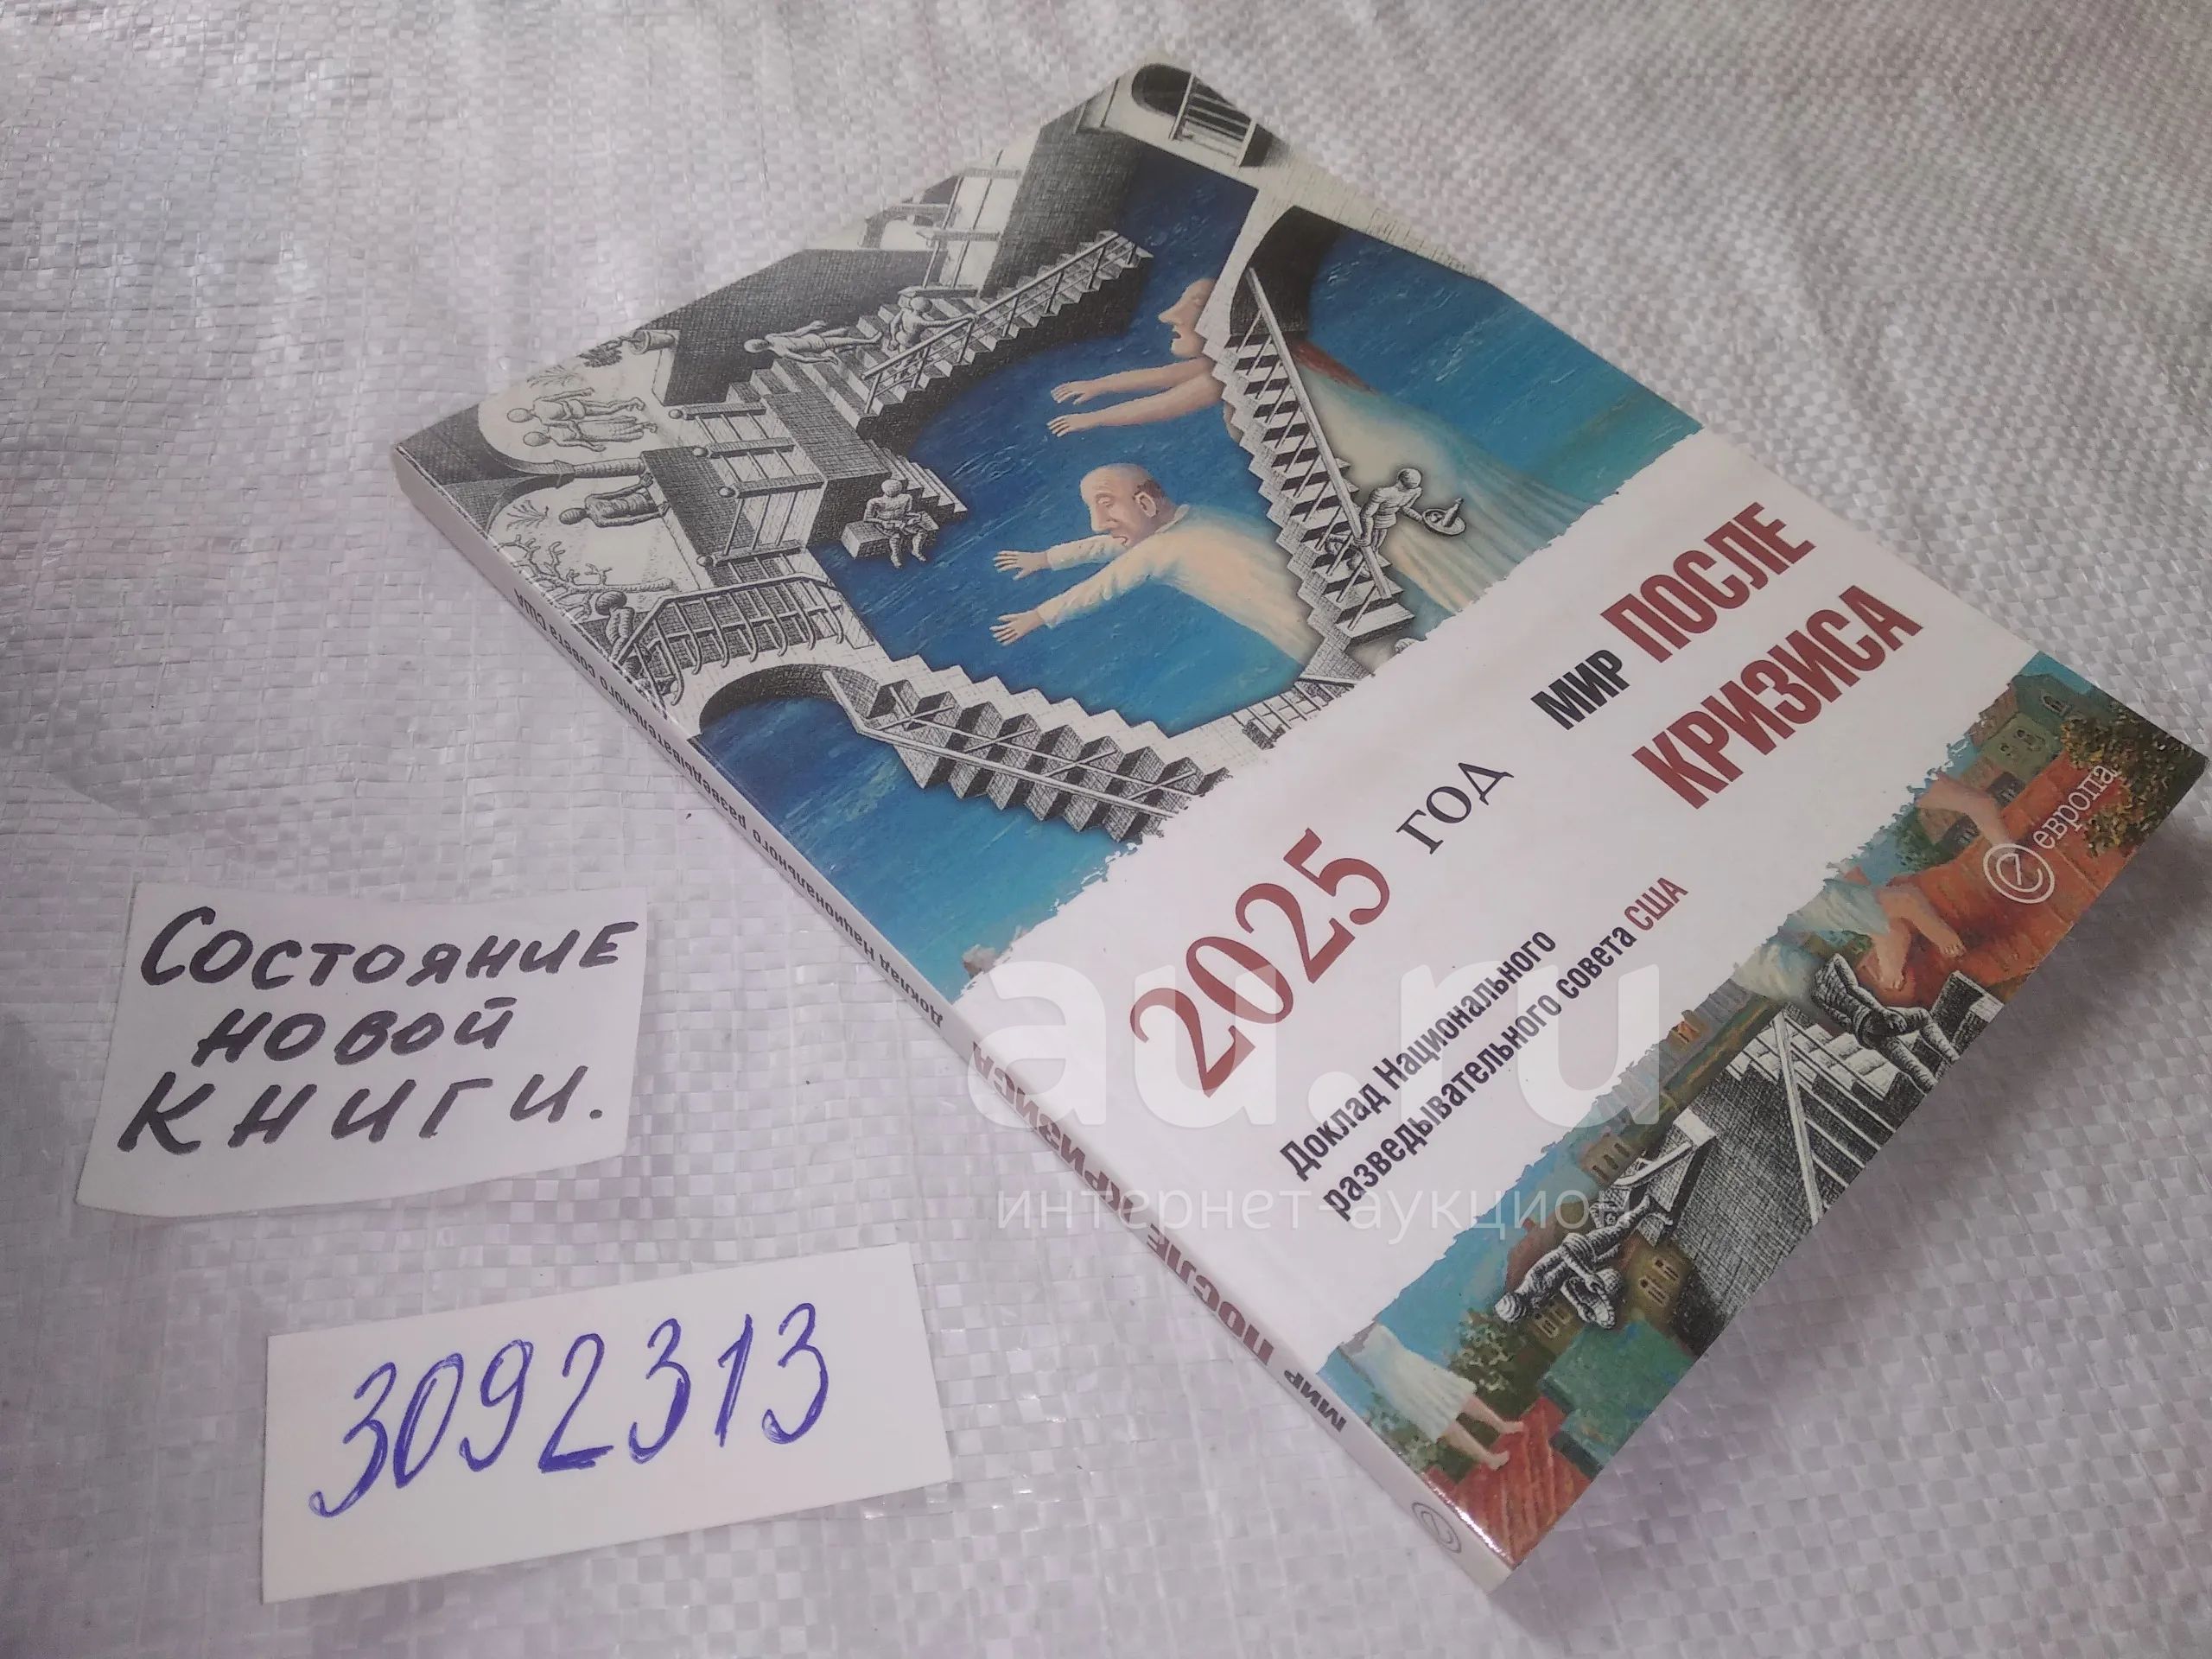 мир ПОСЛЕ
КРИЗИСА
2025 год
Доклад Национального
разведывательного совета США
европа
Доклад Национального разведывательного совета США
мир ПОСЛЕ КРИЗИСА
СОСТОЯНИЕ
НОВОЙ
КНИГИ.
3092313
au.ru
интернет-аукцион